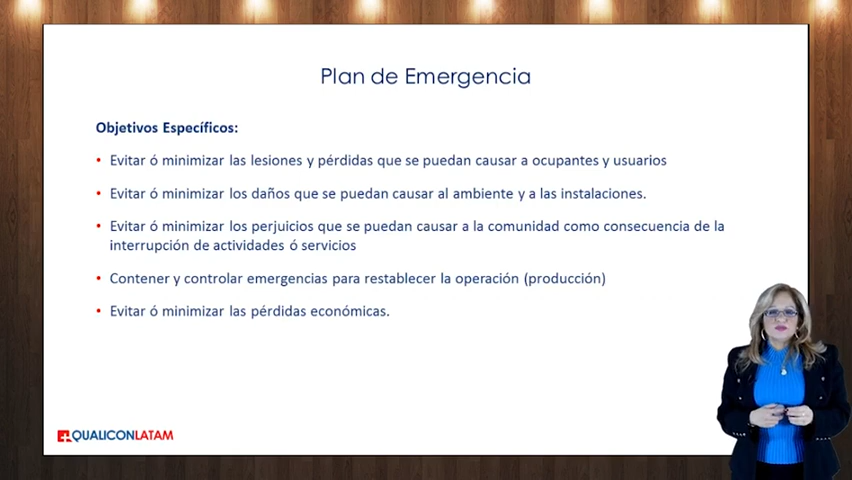 Plan de Emergencia
Objetivos Específicos:
• Evitar ó minimizar las lesiones y pérdidas que se puedan causar a ocupantes y usuarios
• Evitar ó minimizar los daños que se puedan causar al ambiente y a las instalaciones.
• Evitar ó minimizar los perjuicios que se puedan causar a la comunidad como consecuencia de la
interrupción de actividades ó servicios
• Contener y controlar emergencias para restablecer la operación (producción)
• Evitar ó minimizar las pérdidas económicas.
QUALICONLATAM